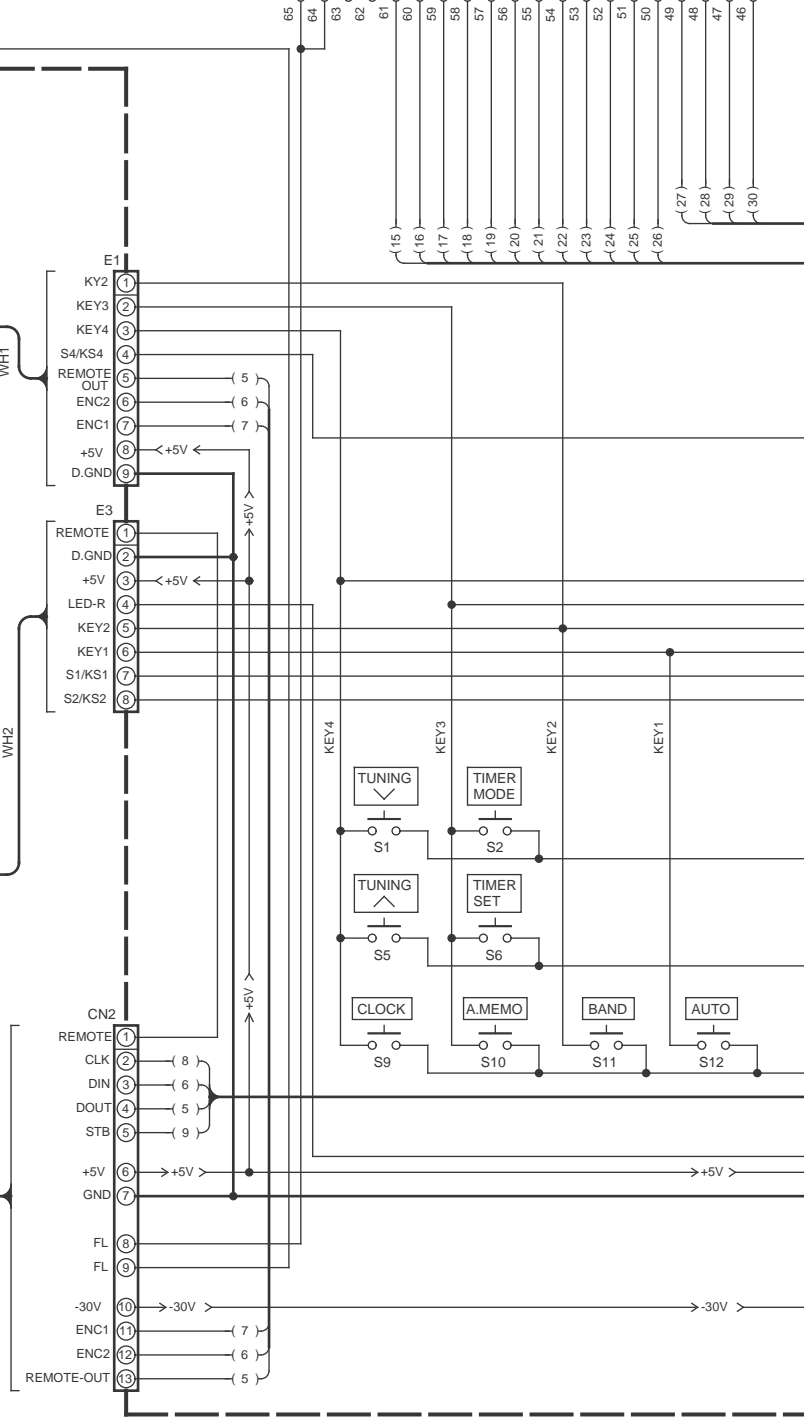 65 64 63 62 61 60 59 58 57 56 55 54 53 52 51 50 49 48 47 46
(27) (28) (29) (30)
(15) (16) (17) (18) (19) (20) (21) (22) (23) (24) (25) (26)
E1
KY2 1
KEY3 2
KEY4 3
S4/KS4 4
REMOTE OUT 5 (5)
ENC2 6 (6)
ENC1 7 (7)
+5V 8 +5V
D.GND 9
WH1
+5V
E3
REMOTE 1
D.GND 2
+5V 3 +5V
LED-R 4
KEY2 5
KEY1 6
S1/KS1 7
S2/KS2 8
WH2
KEY4 KEY3 KEY2 KEY1
TUNING
S1
TIMER
MODE
S2
TUNING
S5
TIMER
SET
S6
CLOCK
S9
A.MEMO
S10
BAND
S11
AUTO
S12
+5V
CN2
REMOTE 1
CLK 2 (8)
DIN 3 (6)
DOUT 4 (5)
STB 5 (9)
+5V 6 +5V +5V
GND 7
FL 8
FL 9
-30V 10 -30V -30V
ENC1 11 (7)
ENC2 12 (6)
REMOTE-OUT 13 (5)